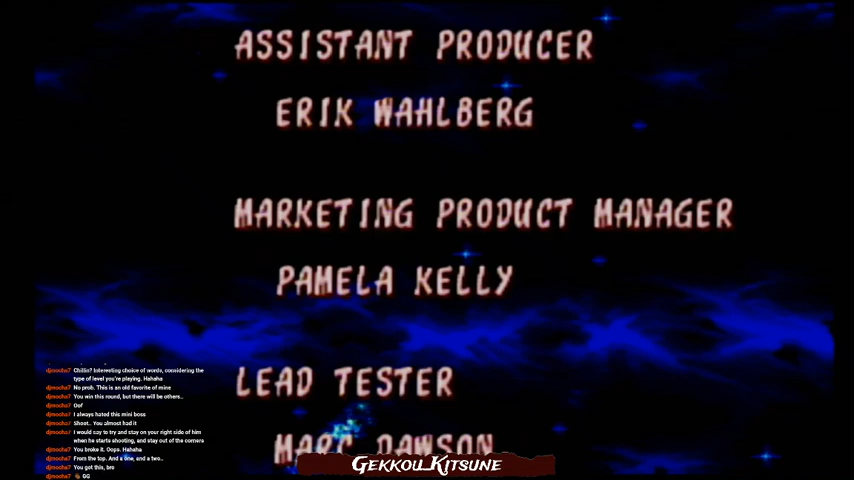 ASSISTANT PRODUCER
ERIK WAHLBERG
MARKETING PRODUCT MANAGER
PAMELA KELLY
LEAD TESTER
MARC DAWSON
djmocha7 Chillin? Interesting choice of words, considering the
type of level you're playing. Hahaha
djmocha7 No prob. This is an old favorite of mine
djmocha7 You win this round, but there will be others..
djmocha7 Oof
djmocha7 I always hated this mini boss
djmocha7 Shoot.. You almost had it
djmocha7 I would say to try and stay on your right side of him
when he starts shooting, and stay out of the corners
djmocha7 You broke it. Oops. Hahaha
djmocha7 From the top. And a one, and a two..
djmocha7 You got this, bro
djmocha7 👏 GG
GEKKOU_KITSUNE